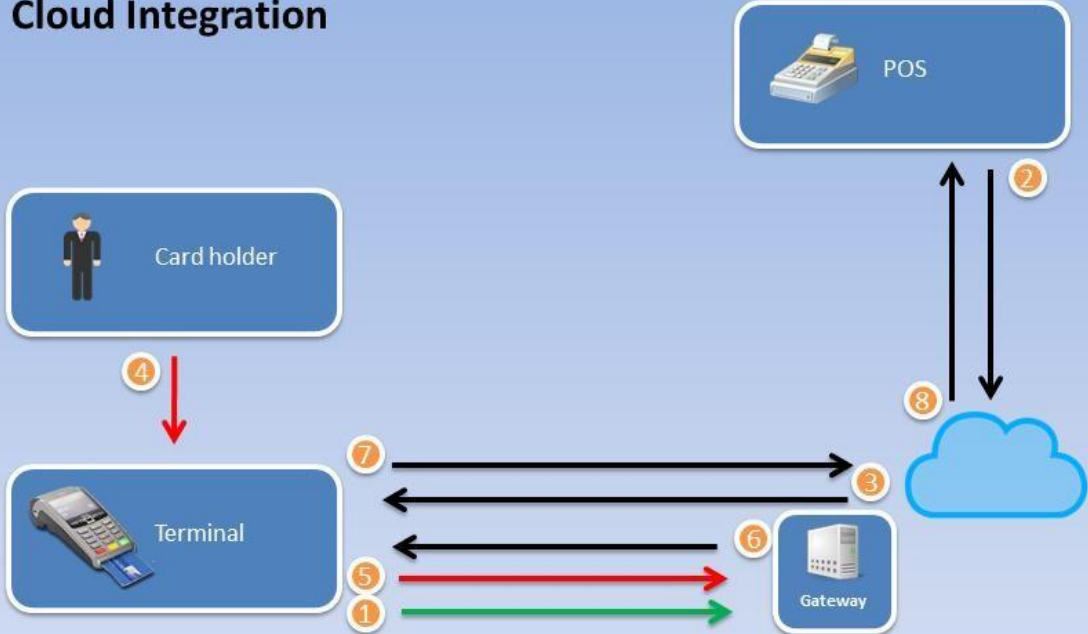 Cloud Integration
POS
2
Card holder
4
8
7
3
Terminal
6
5
Gateway
1